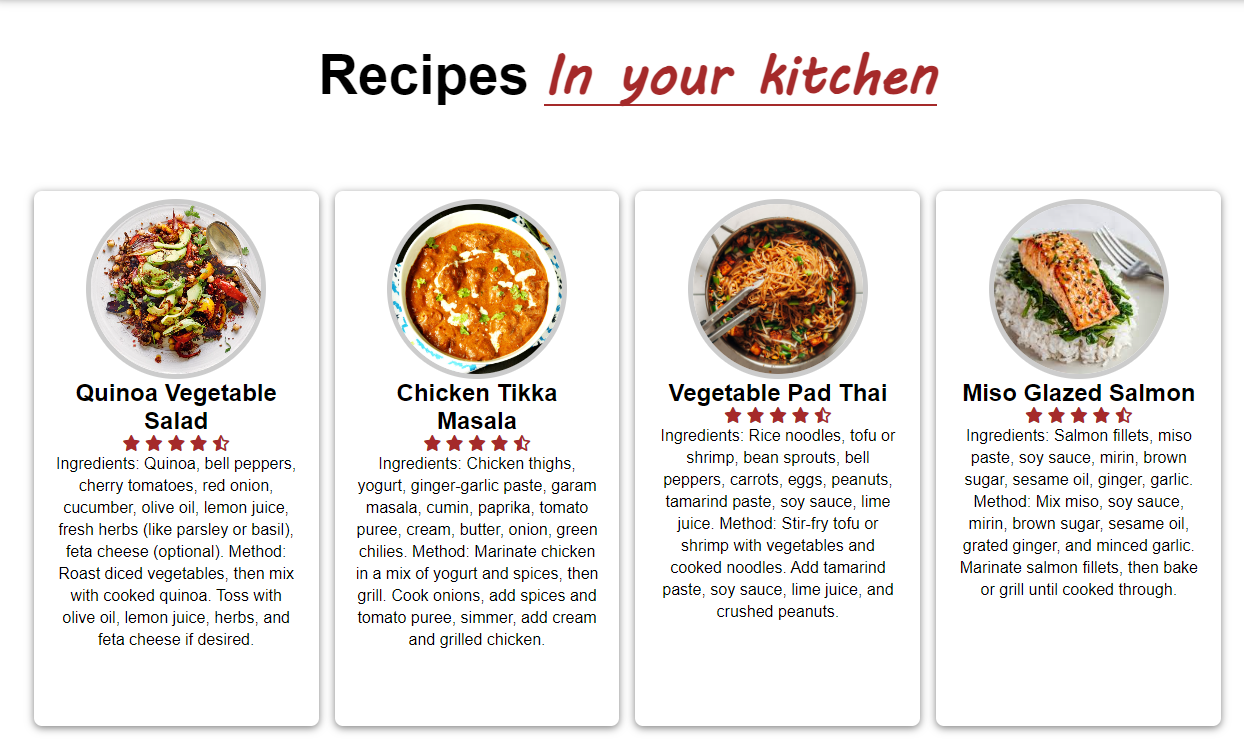 Recipes In your kitchen
Quinoa Vegetable
Salad
Ingredients: Quinoa, bell peppers,
cherry tomatoes, red onion,
cucumber, olive oil, lemon juice,
fresh herbs (like parsley or basil),
feta cheese (optional). Method:
Roast diced vegetables, then mix
with cooked quinoa. Toss with
olive oil, lemon juice, herbs, and
feta cheese if desired.
Chicken Tikka
Masala
Ingredients: Chicken thighs,
yogurt, ginger-garlic paste, garam
masala, cumin, paprika, tomato
puree, cream, butter, onion, green
chilies. Method: Marinate chicken
in a mix of yogurt and spices, then
grill. Cook onions, add spices and
tomato puree, simmer, add cream
and grilled chicken.
Vegetable Pad Thai
Ingredients: Rice noodles, tofu or
shrimp, bean sprouts, bell
peppers, carrots, eggs, peanuts,
tamarind paste, soy sauce, lime
juice. Method: Stir-fry tofu or
shrimp with vegetables and
cooked noodles. Add tamarind
paste, soy sauce, lime juice, and
crushed peanuts.
Miso Glazed Salmon
Ingredients: Salmon fillets, miso
paste, soy sauce, mirin, brown
sugar, sesame oil, ginger, garlic.
Method: Mix miso, soy sauce,
mirin, brown sugar, sesame oil,
grated ginger, and minced garlic.
Marinate salmon fillets, then bake
or grill until cooked through.